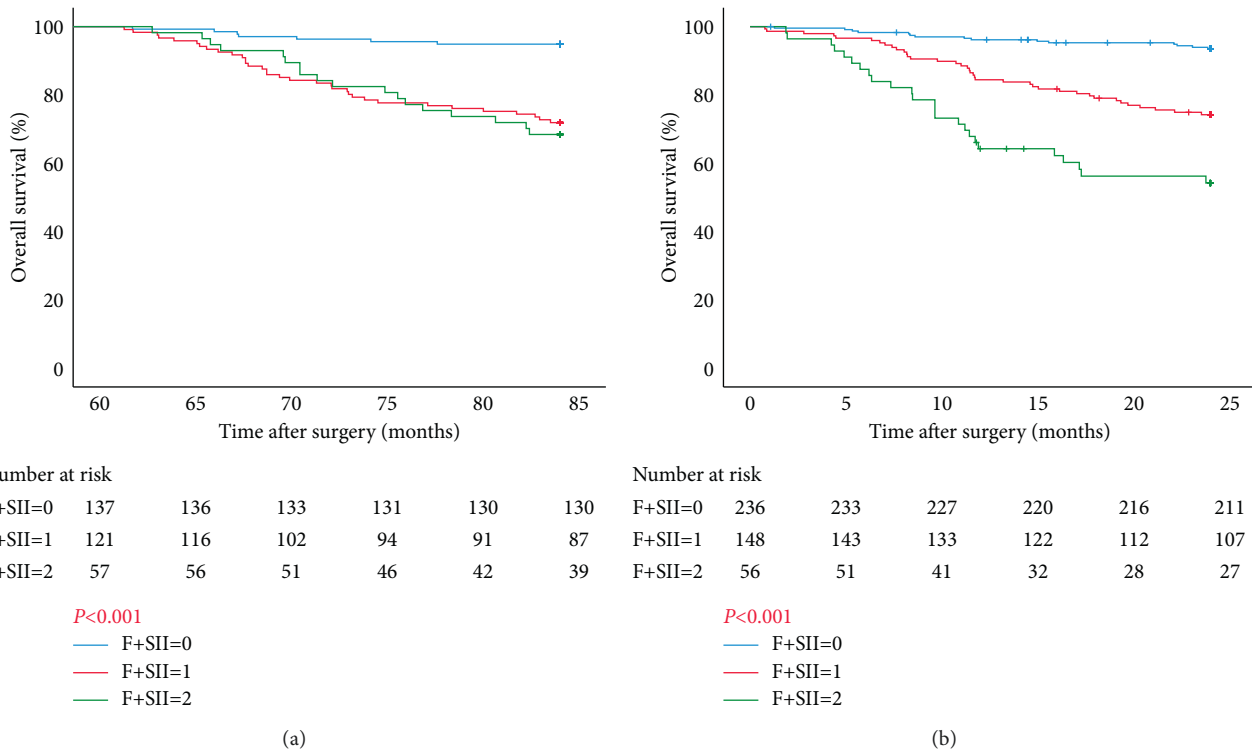 100
80
60
40
20
0
Overall survival (%)
60 65 70 75 80 85
Time after surgery (months)
umber at risk
+SII=0 137 136 133 131 130 130
+SII=1 121 116 102 94 91 87
+SII=2 57 56 51 46 42 39
P<0.001
F+SII=0
F+SII=1
F+SII=2
(a)
100
80
60
40
20
0
Overall survival (%)
0 5 10 15 20 25
Time after surgery (months)
Number at risk
F+SII=0 236 233 227 220 216 211
F+SII=1 148 143 133 122 112 107
F+SII=2 56 51 41 32 28 27
P<0.001
F+SII=0
F+SII=1
F+SII=2
(b)